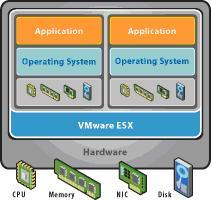 Application Application
Operating System Operating System
VMware ESX
Hardware
CPU Memory NIC Disk